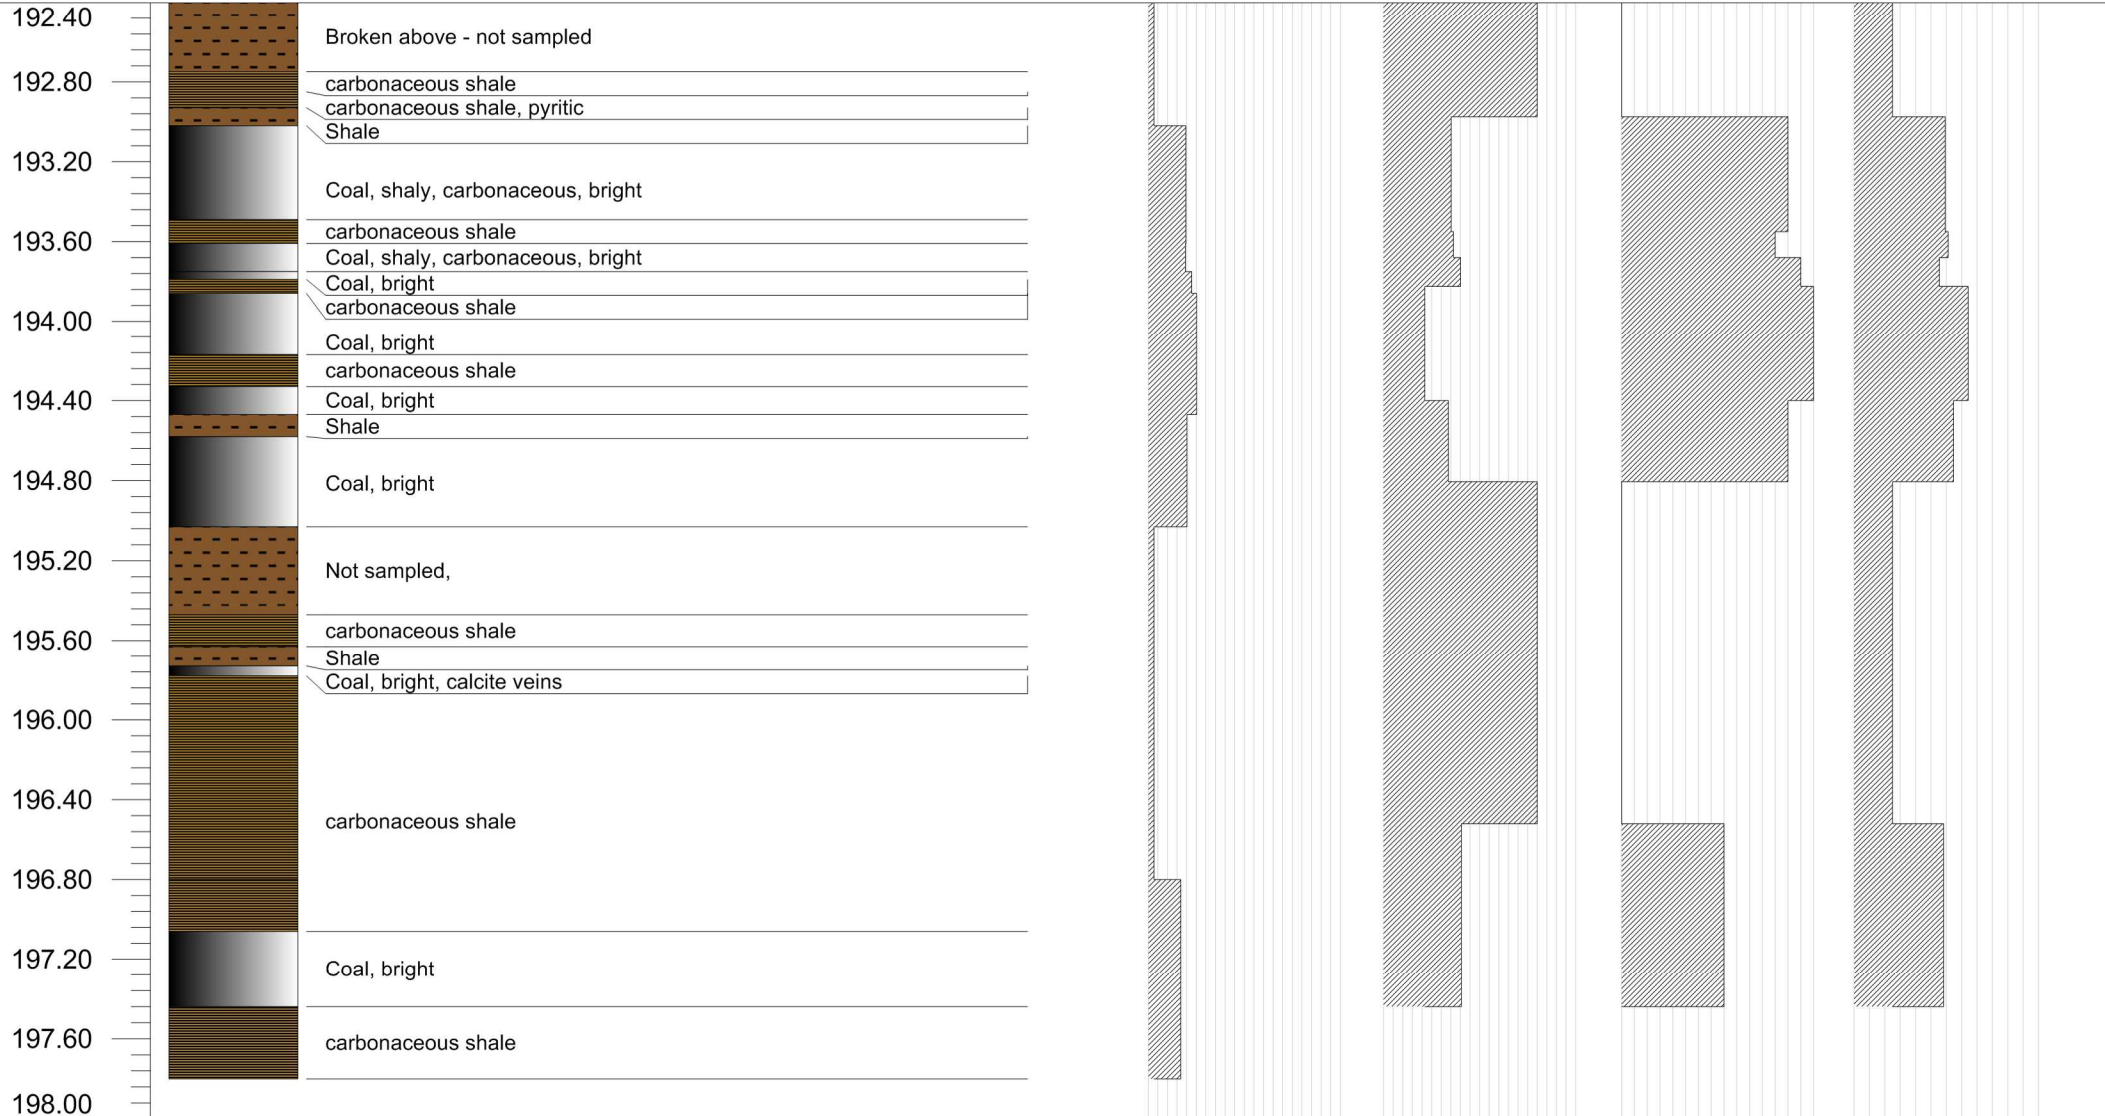 192.40
Broken above - not sampled
192.80
carbonaceous shale
carbonaceous shale, pyritic
Shale
193.20
Coal, shaly, carbonaceous, bright
carbonaceous shale
193.60
Coal, shaly, carbonaceous, bright
Coal, bright
carbonaceous shale
194.00
Coal, bright
carbonaceous shale
194.40
Coal, bright
Shale
194.80
Coal, bright
195.20
Not sampled,
carbonaceous shale
195.60
Shale
Coal, bright, calcite veins
196.00
196.40
carbonaceous shale
196.80
197.20
Coal, bright
197.60
carbonaceous shale
198.00